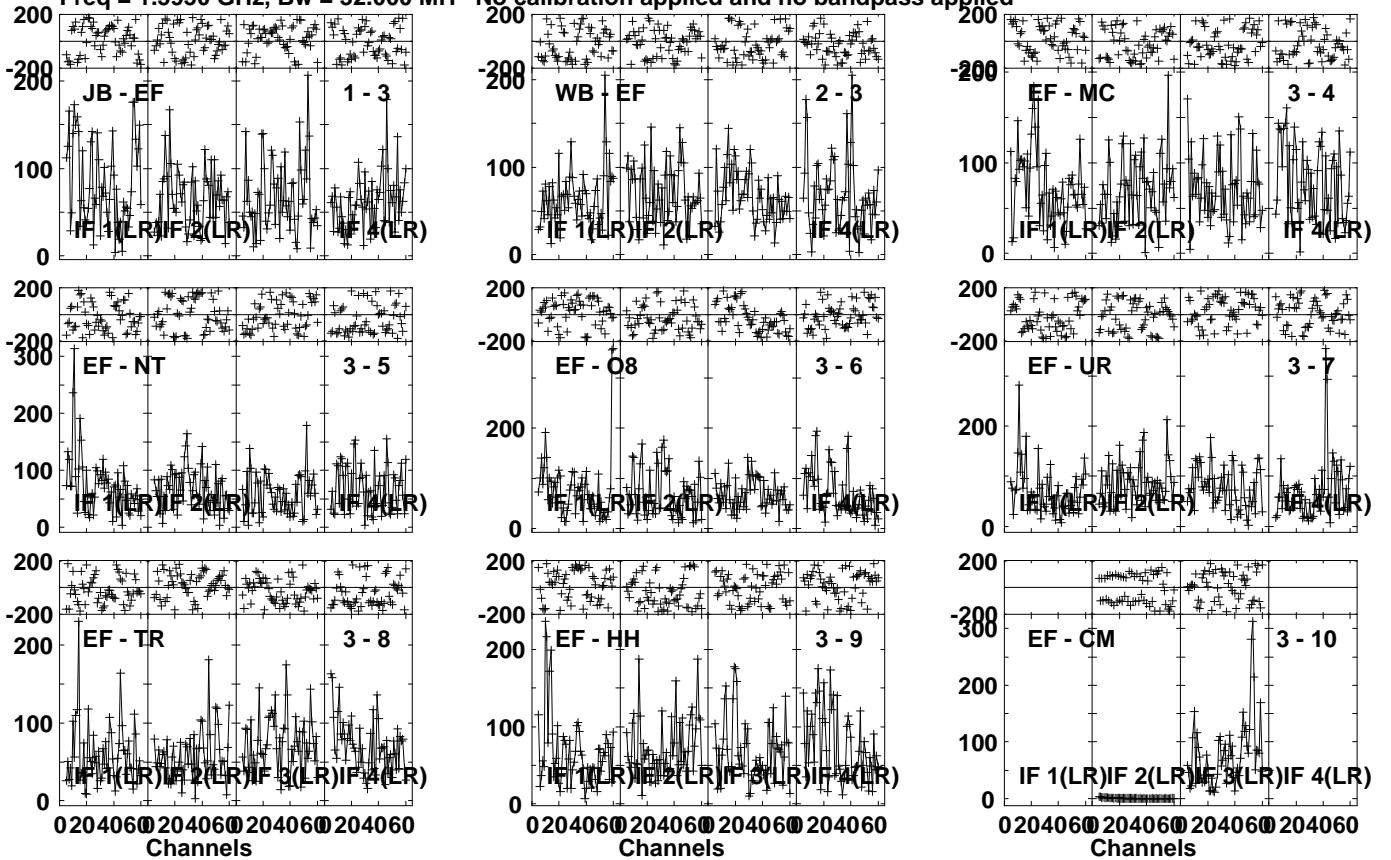 Freq = GHz, Bw = MH No calibration applied and no bandpass applied
200 200 200
-200 -200 -200
200 200 200
JB - EF 1 - 3 WB - EF 2 - 3 EF - MC 3 - 4
100 100 100
IF 1(LR) IF 2(LR) IF 4(LR) IF 1(LR) IF 2(LR) IF 4(LR) IF 1(LR) IF 2(LR) IF 4(LR)
0 0 0
200 200 200
-200 -200 -200
300
EF - NT 3 - 5 EF - O8 3 - 6 EF - UR 3 - 7
200 200 200
100
IF 1(LR) IF 2(LR) IF 4(LR) IF 1(LR) IF 2(LR) IF 4(LR) IF 1(LR) IF 2(LR) IF 4(LR)
0 0 0
200 200 200
-200 -200 -200
300
EF - TR 3 - 8 EF - HH 3 - 9 EF - CM 3 - 10
200 200 200
100 100 100
IF 1(LR) IF 2(LR) IF 3(LR) IF 4(LR) IF 1(LR) IF 2(LR) IF 3(LR) IF 4(LR) IF 1(LR) IF 2(LR) IF 3(LR) IF 4(LR)
0 0 0
0 20 40 60 0 20 40 60 0 20 40 60 0 20 40 60 0 20 40 60 0 20 40 60 0 20 40 60 0 20 40 60 0 20 40 60 0 20 40 60 0 20 40 60 0 20 40 60
Channels Channels Channels